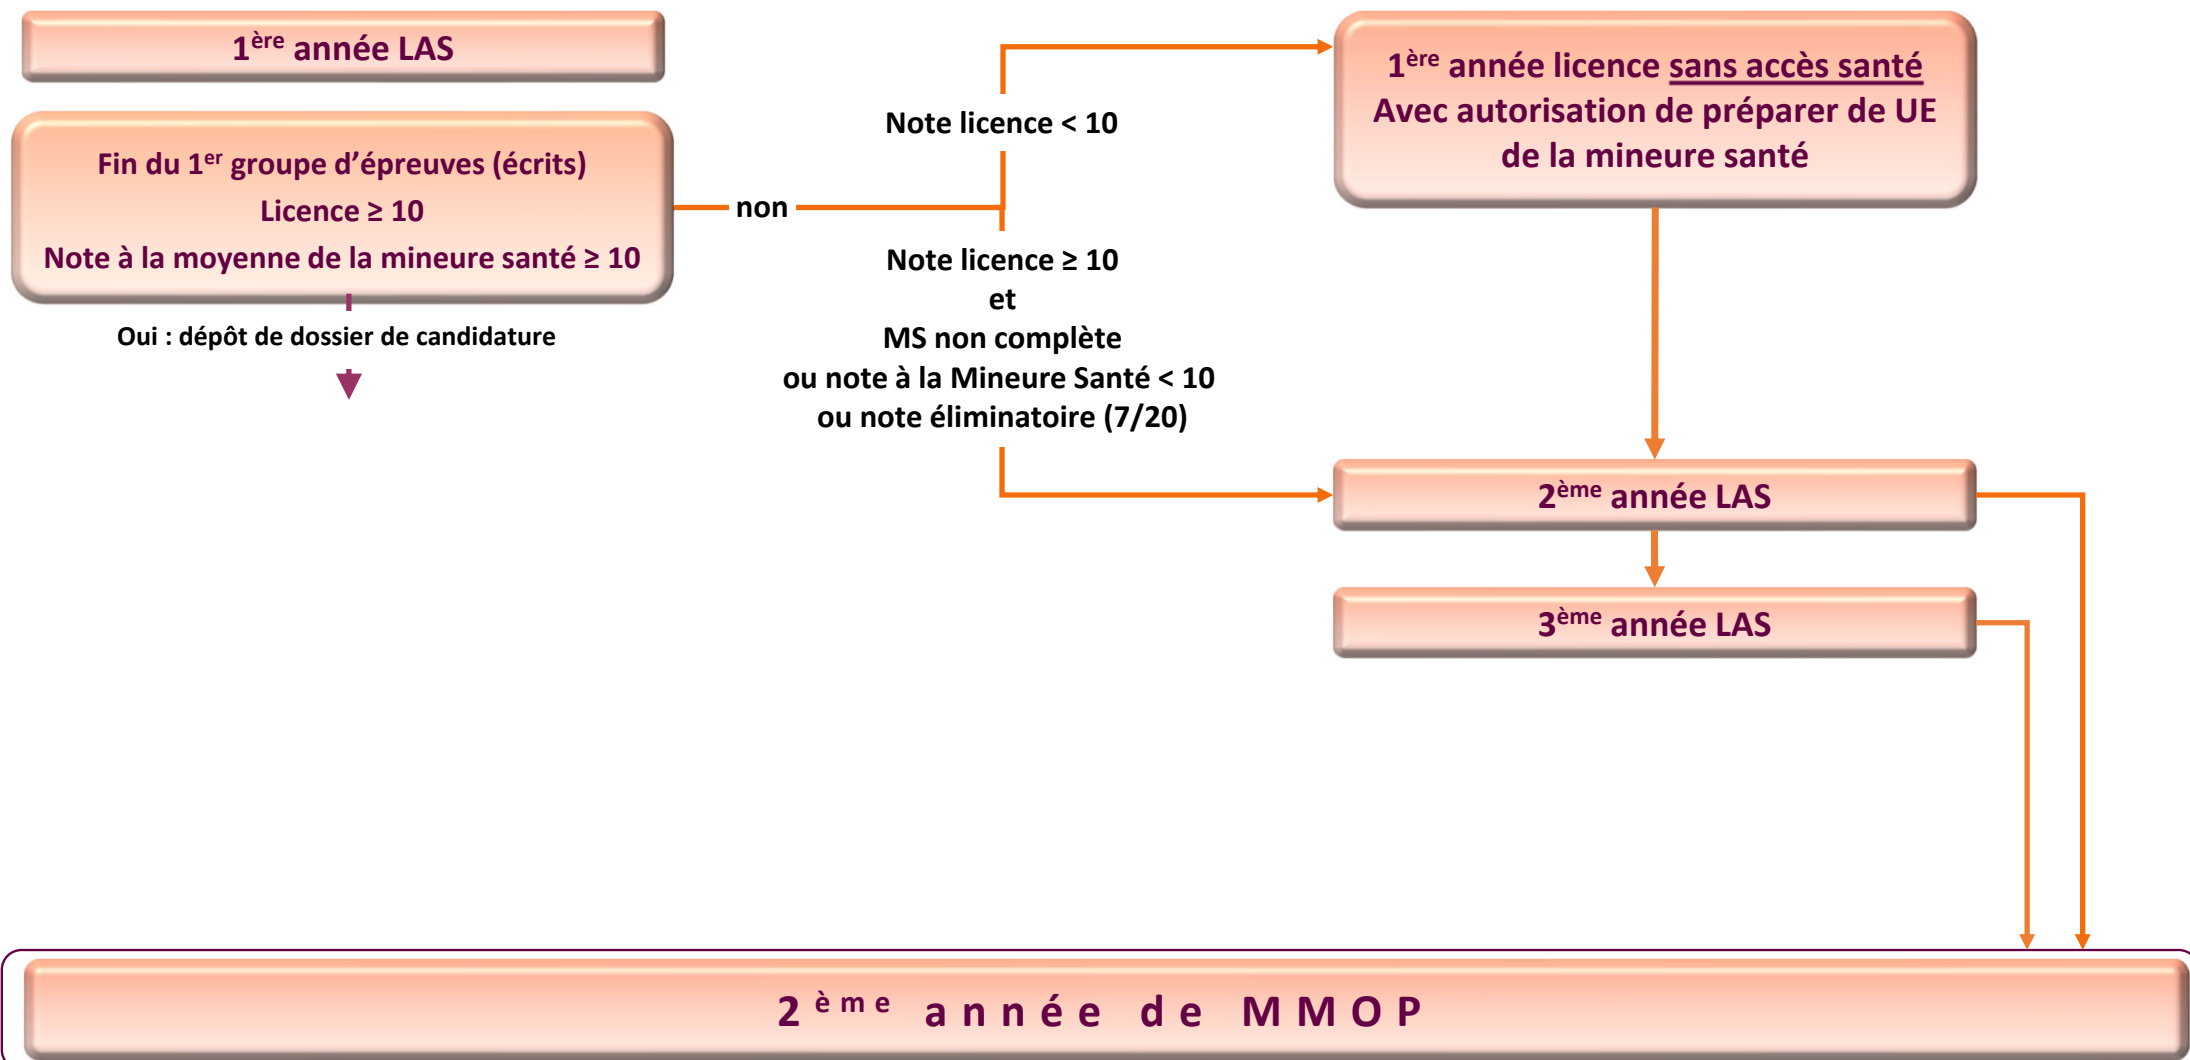 1ère année LAS
Fin du 1er groupe d’épreuves (écrits)
Licence ≥ 10
Note à la moyenne de la mineure santé ≥ 10
Oui : dépôt de dossier de candidature
non
Note licence < 10
Note licence ≥ 10
et
MS non complète
ou note à la Mineure Santé < 10
ou note éliminatoire (7/20)
1ère année licence sans accès santé
Avec autorisation de préparer de UE
de la mineure santé
2ème année LAS
3ème année LAS
2ème année de MMOP